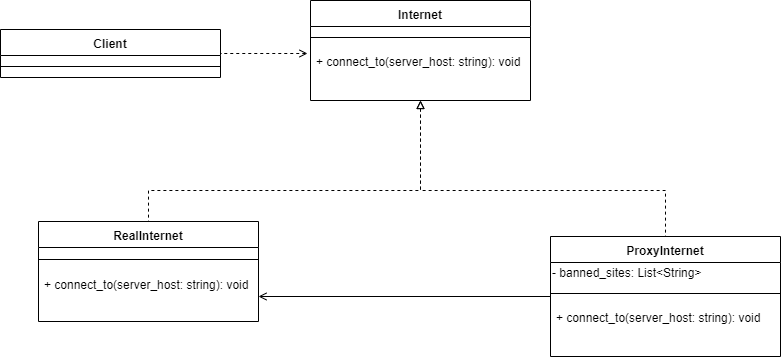 Internet
Client
+ connect_to(server_host: string): void
RealInternet
ProxyInternet
- banned_sites: List<String>
+ connect_to(server_host: string): void
+ connect_to(server_host: string): void